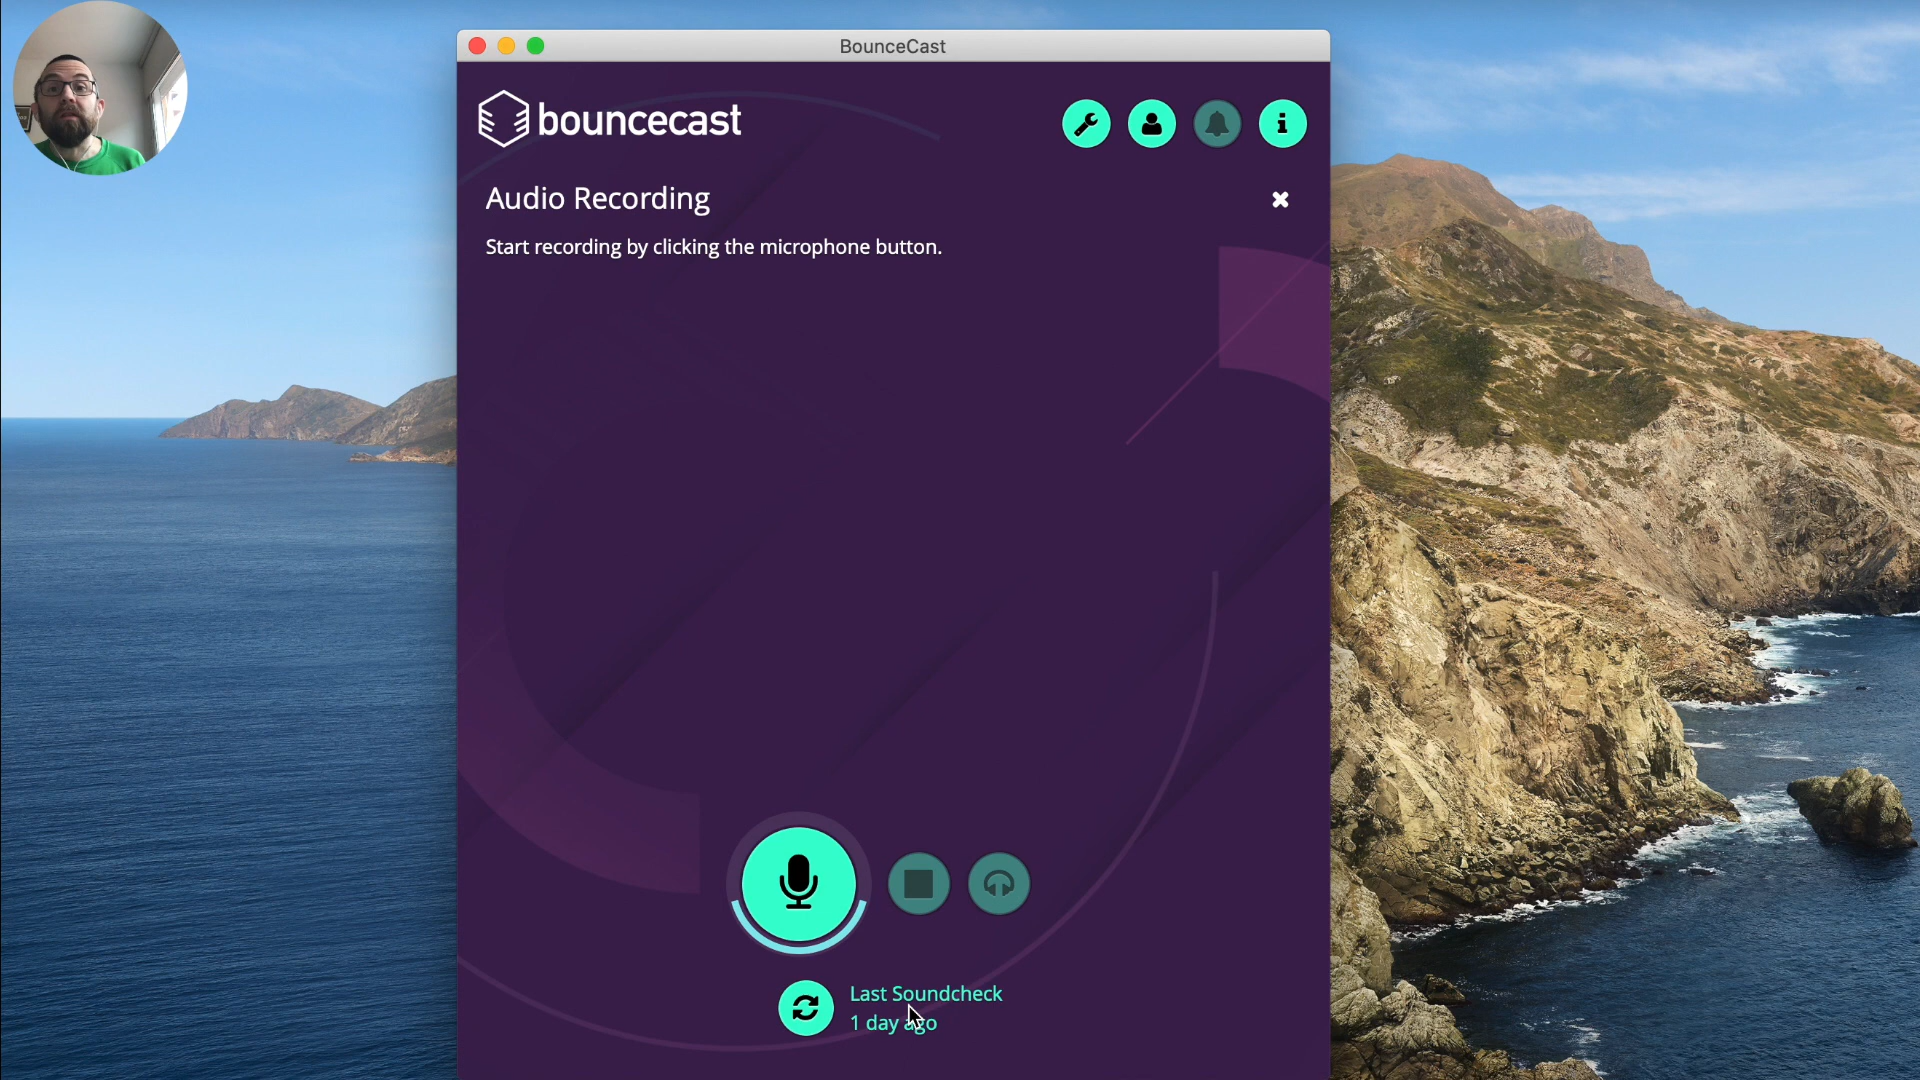 BounceCast
bouncecast
Audio Recording
Start recording by clicking the microphone button.
Last Soundcheck
1 day ago